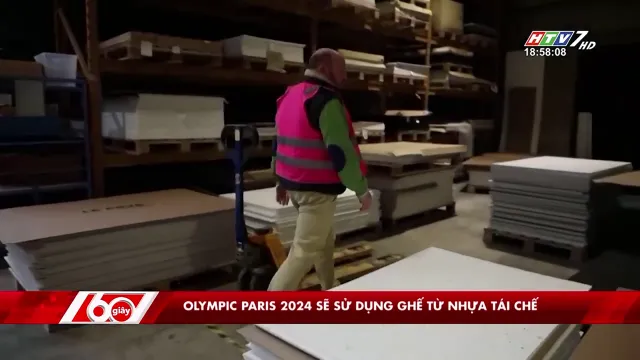 HTV7 HD
18:58:08
60 giây
OLYMPIC PARIS 2024 SẼ SỬ DỤNG GHẾ TỪ NHỰA TÁI CHẾ